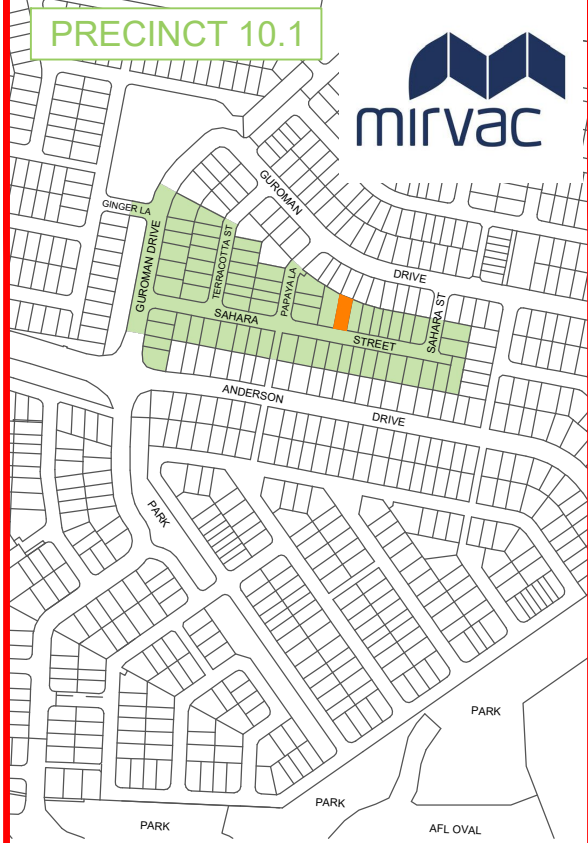 PRECINCT 10.1
mirvac
GUROMAN
GINGER LA
GUROMAN DRIVE
TERRACOTTA ST
PAPAYA LA
DRIVE
SAHARA
STREET
SAHARA ST
ANDERSON
DRIVE
PARK
PARK
PARK
PARK
AFL OVAL